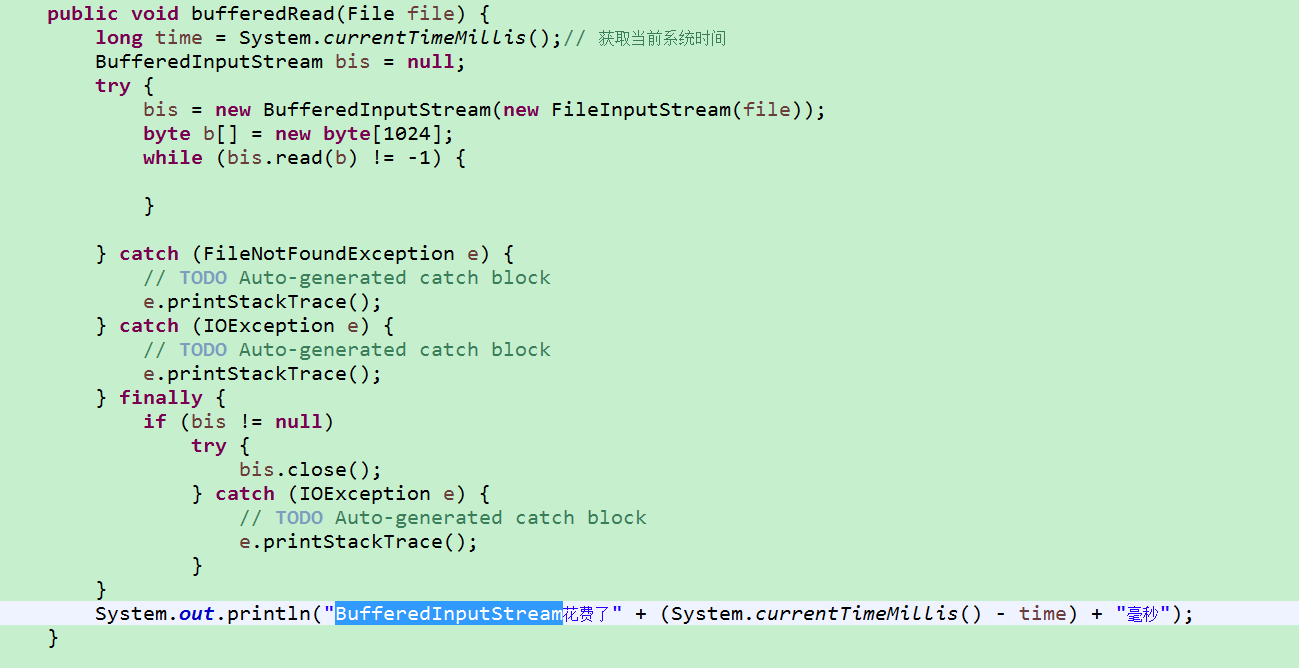 public void bufferedRead(File file) {
long time = System.currentTimeMillis();// 获取当前系统时间
BufferedInputStream bis = null;
try {
bis = new BufferedInputStream(new FileInputStream(file));
byte b[] = new byte[1024];
while (bis.read(b) != -1) {
}
} catch (FileNotFoundException e) {
// TODO Auto-generated catch block
e.printStackTrace();
} catch (IOException e) {
// TODO Auto-generated catch block
e.printStackTrace();
} finally {
if (bis != null)
try {
bis.close();
} catch (IOException e) {
// TODO Auto-generated catch block
e.printStackTrace();
}
}
System.out.println("BufferedInputStream花费了" + (System.currentTimeMillis() - time) + "毫秒");
}